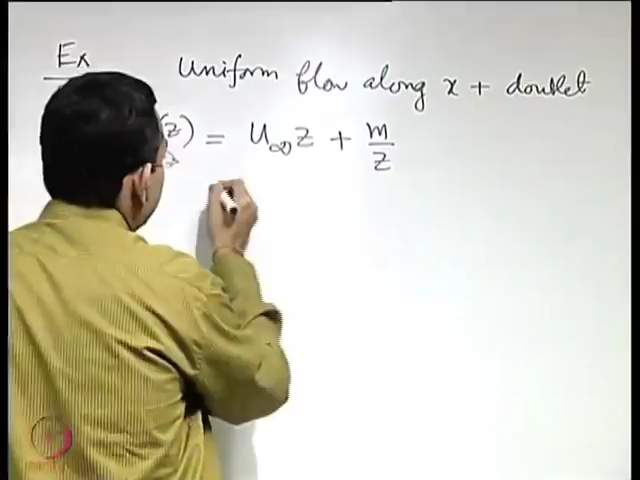 Ex
Uniform flow along x + doublet
(z) = U∞ z + m/z